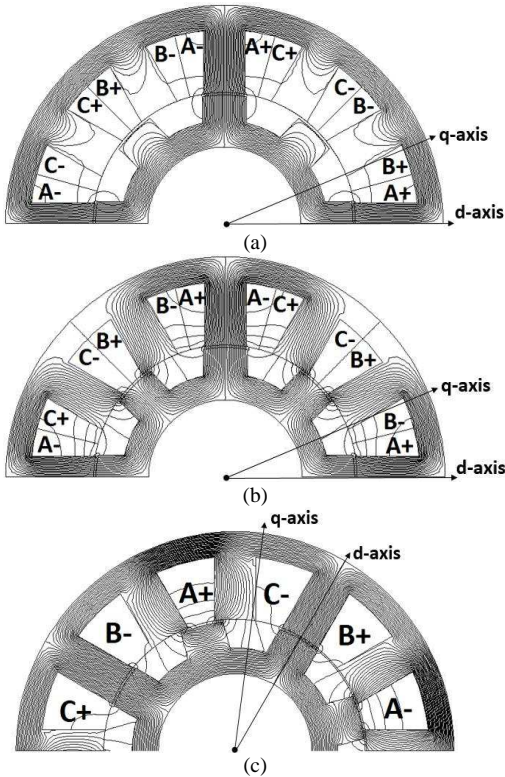 A-
A+
B-
C+
B+
C+
C-
B-
q-axis
C-
A-
B+
A+
d-axis
(a)
A+
A-
B-
C+
B+
C-
C-
B+
q-axis
C+
A-
B-
A+
d-axis
(b)
q-axis
d-axis
A+
C-
B-
B+
C+
A-
(c)